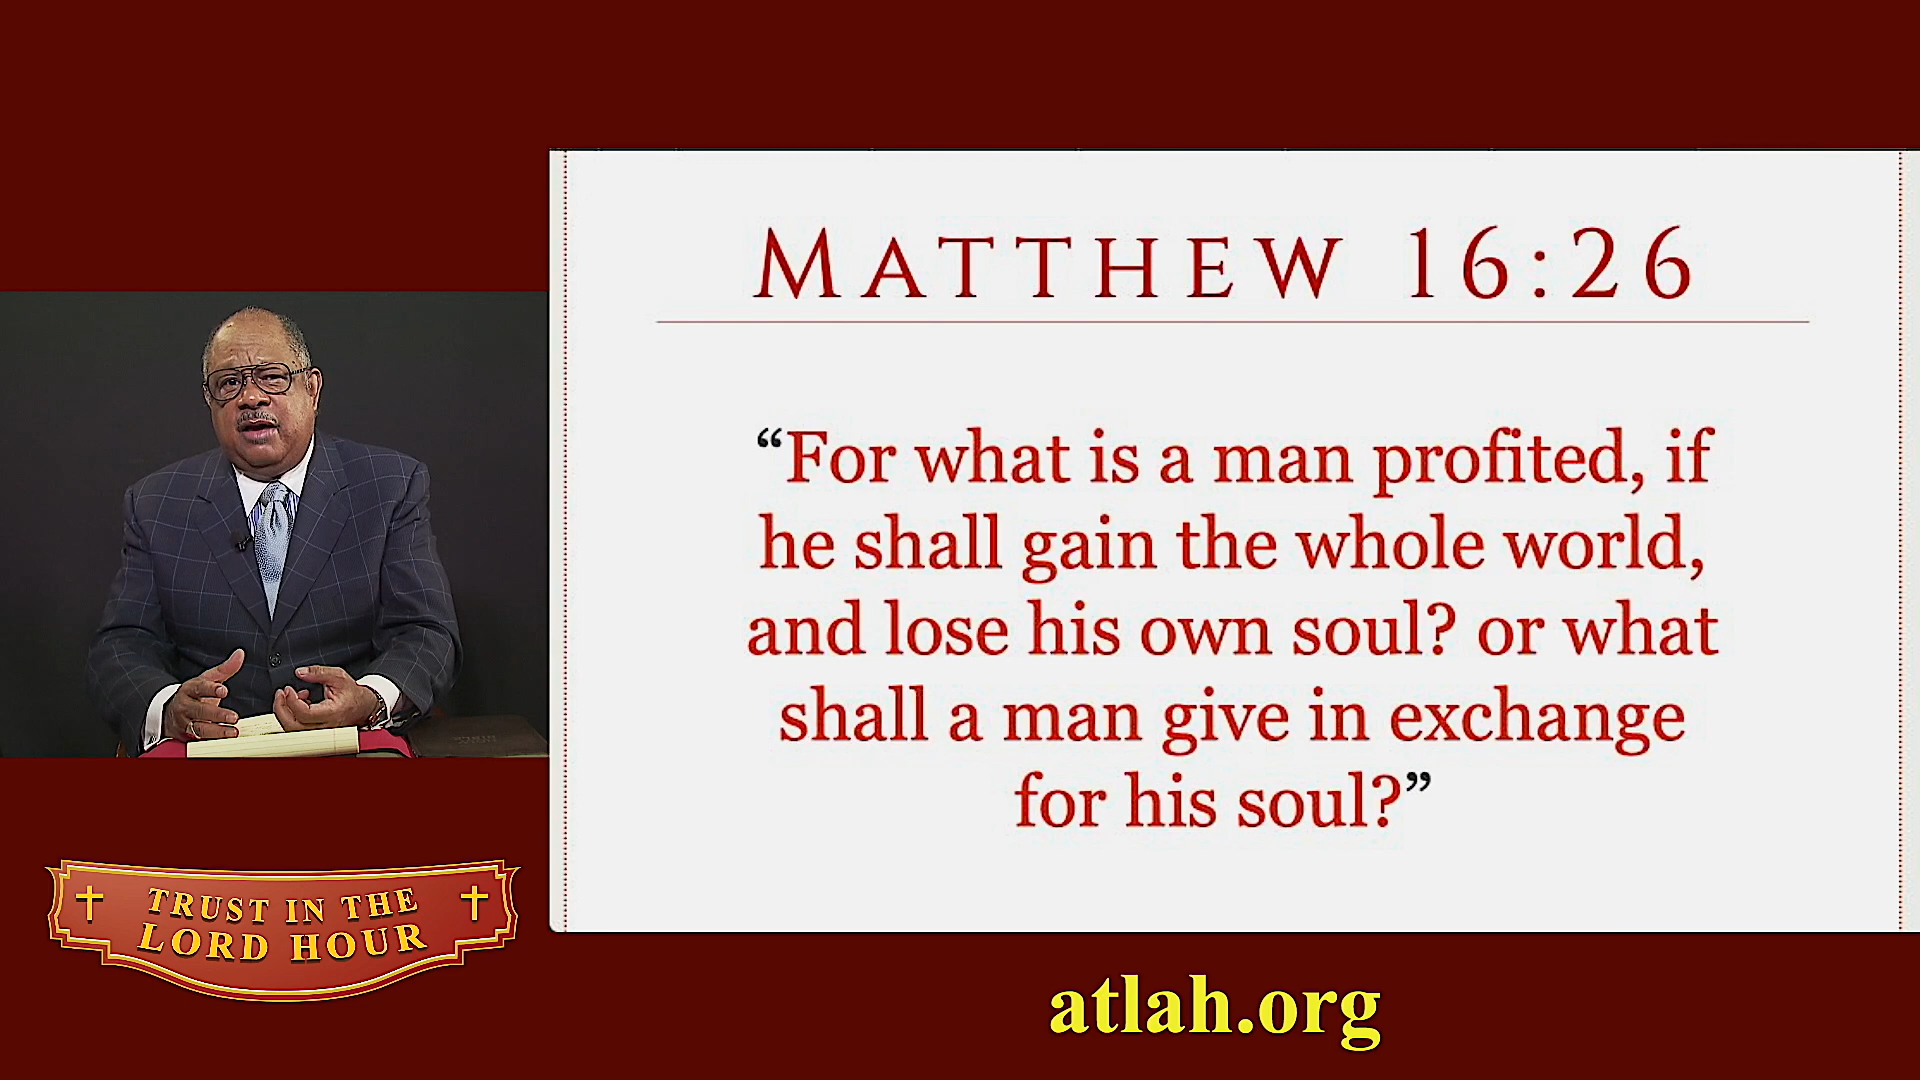 MATTHEW 16:26
“For what is a man profited, if
he shall gain the whole world,
and lose his own soul? or what
shall a man give in exchange
for his soul?”
TRUST IN THE
LORD HOUR
atlah.org